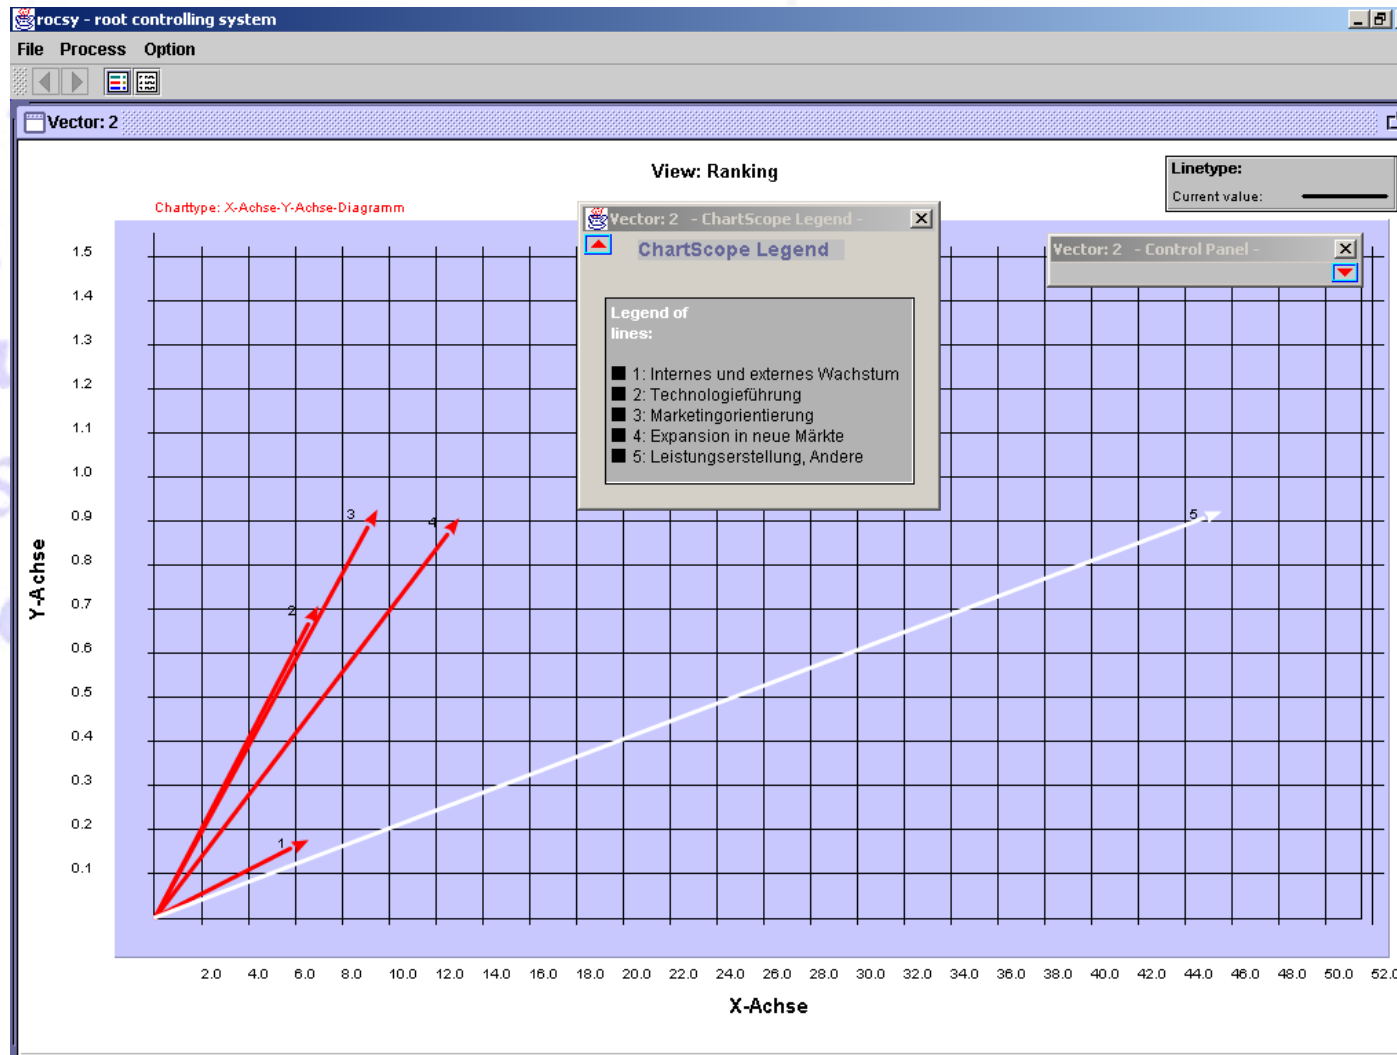 rocsy - root controlling system
File Process Option
Vector: 2
View: Ranking
Linetype:
Current value:
Charttype: X-Achse-Y-Achse-Diagramm
Vector: 2 - ChartScope Legend -
ChartScope Legend
Legend of
lines:
1: Internes und externes Wachstum
2: Technologieführung
3: Marketingorientierung
4: Expansion in neue Märkte
5: Leistungserstellung, Andere
Vector: 2 - Control Panel -
1.5
1.4
1.3
1.2
1.1
1.0
0.9
0.8
0.7
0.6
0.5
0.4
0.3
0.2
0.1
Y-Achse
3
4
5
2
1
2.0 4.0 6.0 8.0 10.0 12.0 14.0 16.0 18.0 20.0 22.0 24.0 26.0 28.0 30.0 32.0 34.0 36.0 38.0 40.0 42.0 44.0 46.0 48.0 50.0 52.0
X-Achse